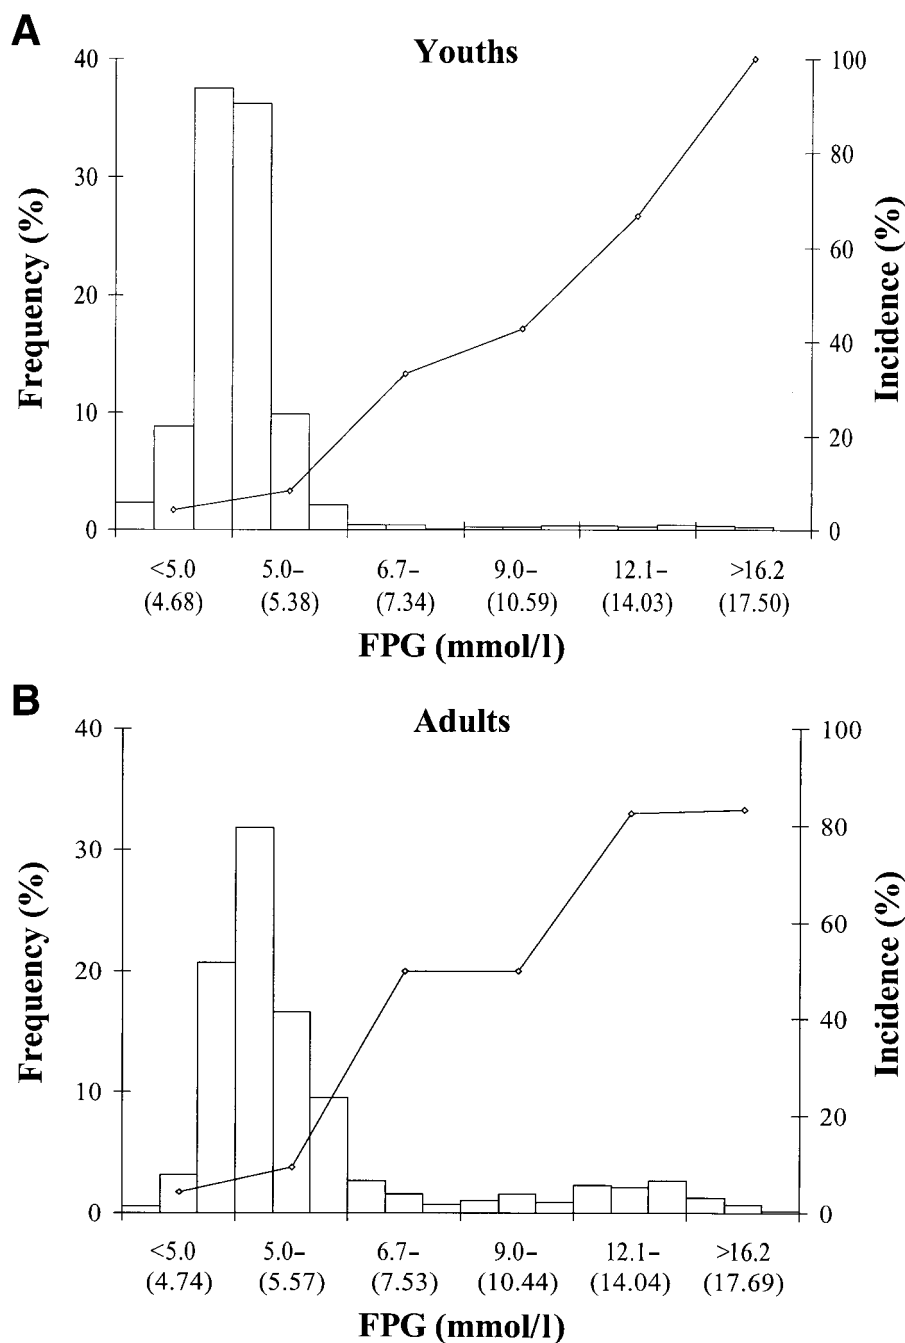 A
Youths
40
30
20
10
0
Frequency (%)
100
80
60
40
20
0
Incidence (%)
<5.0 5.0– 6.7– 9.0– 12.1– >16.2
(4.68) (5.38) (7.34) (10.59) (14.03) (17.50)
FPG (mmol/l)
B
Adults
40
30
20
10
0
Frequency (%)
100
80
60
40
20
0
Incidence (%)
<5.0 5.0– 6.7– 9.0– 12.1– >16.2
(4.74) (5.57) (7.53) (10.44) (14.04) (17.69)
FPG (mmol/l)